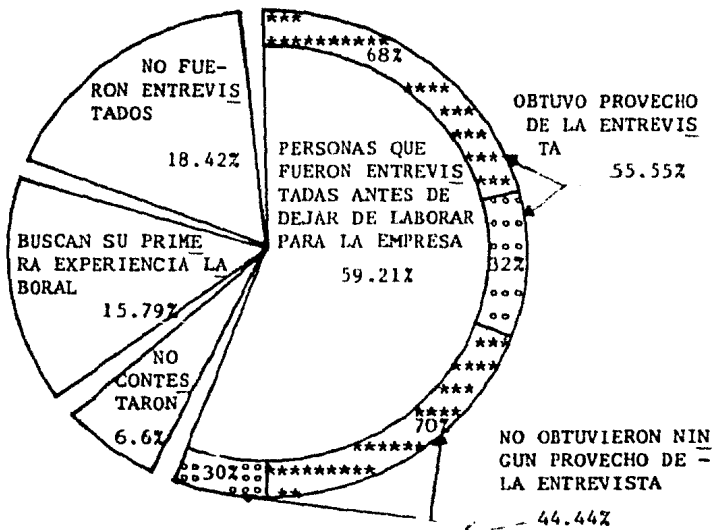 68%
NO FUE-
RON ENTREVIS
TADOS
18.42%
OBTUVO PROVECHO
DE LA ENTREVIS
TA
55.55%
PERSONAS QUE
FUERON ENTREVIS
TADAS ANTES DE
DEJAR DE LABORAR
PARA LA EMPRESA
59.21%
BUSCAN SU PRIME
RA EXPERIENCIA LA
BORAL
15.79%
32%
NO
CONTES
TARON
6.6%
70%
30%
NO OBTUVIERON NIN
GUN PROVECHO DE -
LA ENTREVISTA
44.44%